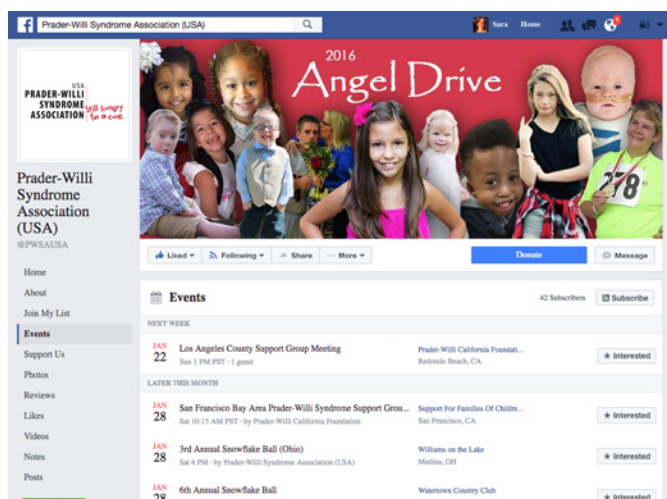 Prader-Willi Syndrome Association (USA)
Sara Home
USA
PRADER-WILLI
SYNDROME
ASSOCIATION
Still hungry
for a cure.
2016
Angel Drive
278
Prader-Willi
Syndrome
Association
(USA)
@PWSAUSA
Liked Following Share ··· More Donate Message
Home
About
Join My List
Events
Support Us
Photos
Reviews
Likes
Videos
Notes
Posts
Events 42 Subscribers Subscribe
NEXT WEEK
JAN
22
Los Angeles County Support Group Meeting
Sun 1 PM PST · 1 guest
Prader-Willi California Foundati...
Redondo Beach, CA
Interested
LATER THIS MONTH
JAN
28
San Francisco Bay Area Prader-Willi Syndrome Support Grou...
Sat 10:15 AM PST · by Prader-Willi California Foundation
Support For Families Of Childre...
San Francisco, CA
Interested
JAN
28
3rd Annual Snowflake Ball (Ohio)
Sat 4 PM · by Prader-Willi Syndrome Association (USA)
Williams on the Lake
Medina, OH
Interested
JAN
28
6th Annual Snowflake Ball
Watertown Country Club
Interested